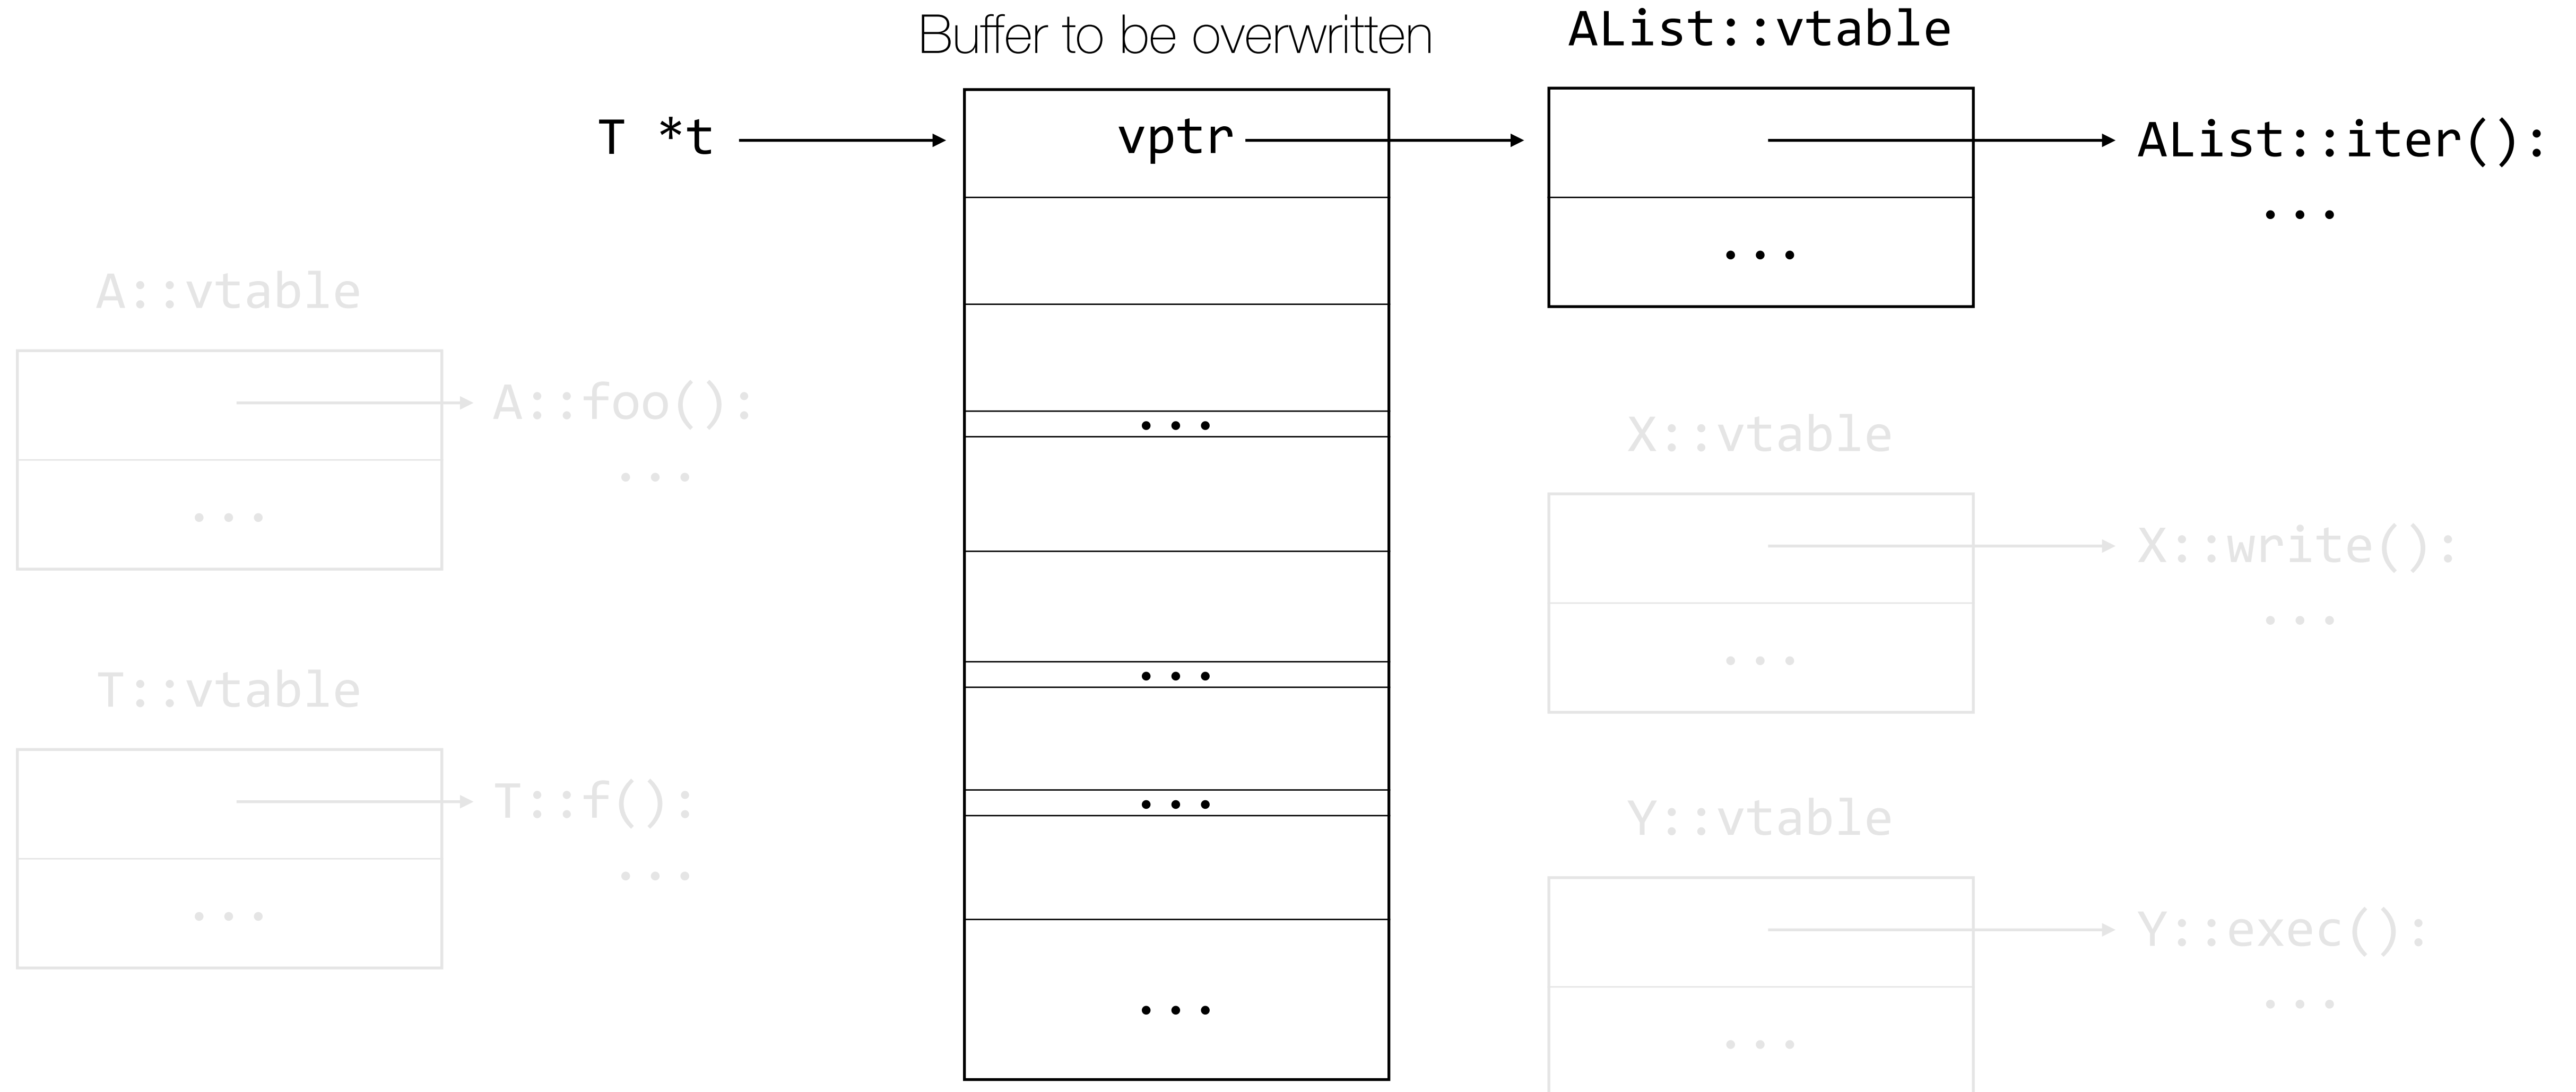 Buffer to be overwritten
AList::vtable
T *t
vptr
AList::iter():
...
...
A::vtable
A::foo():
...
...
T::vtable
T::f():
...
...
...
...
...
...
X::vtable
X::write():
...
...
Y::vtable
Y::exec():
...
...